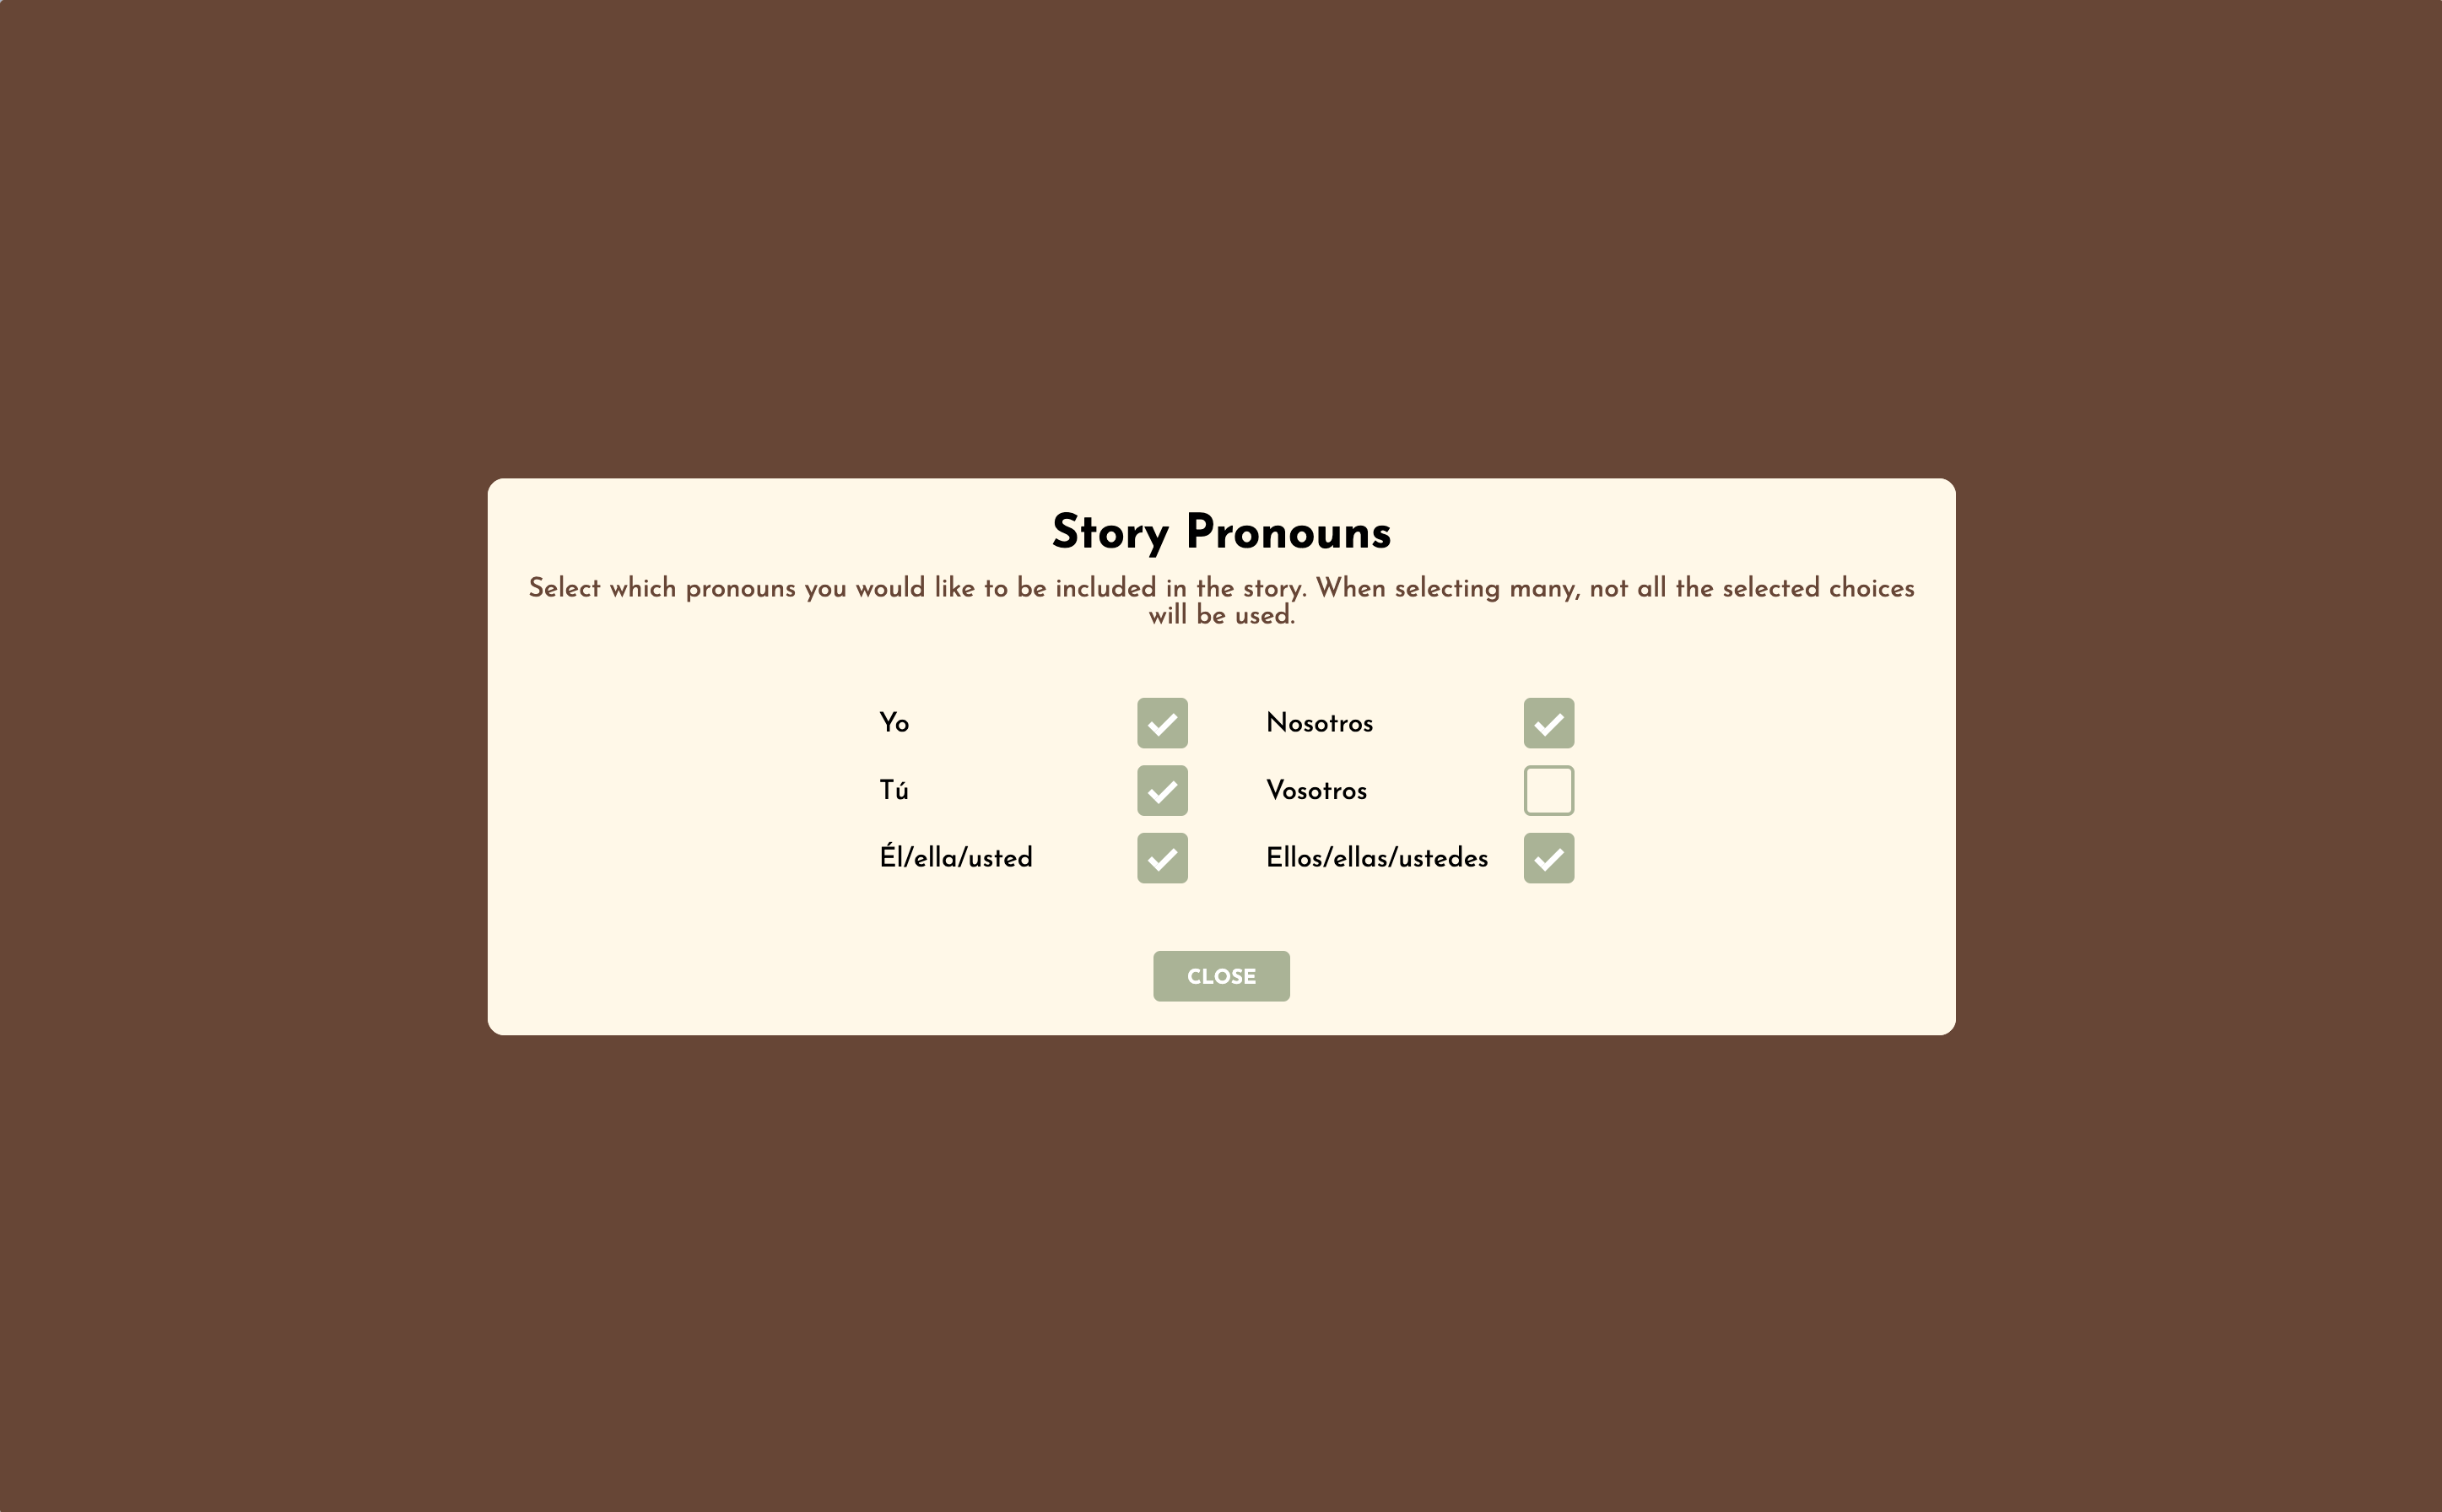 Story Pronouns
Select which pronouns you would like to be included in the story. When selecting many, not all the selected choices
will be used.
Yo
Nosotros
Tú
Vosotros
Él/ella/usted
Ellos/ellas/ustedes
CLOSE